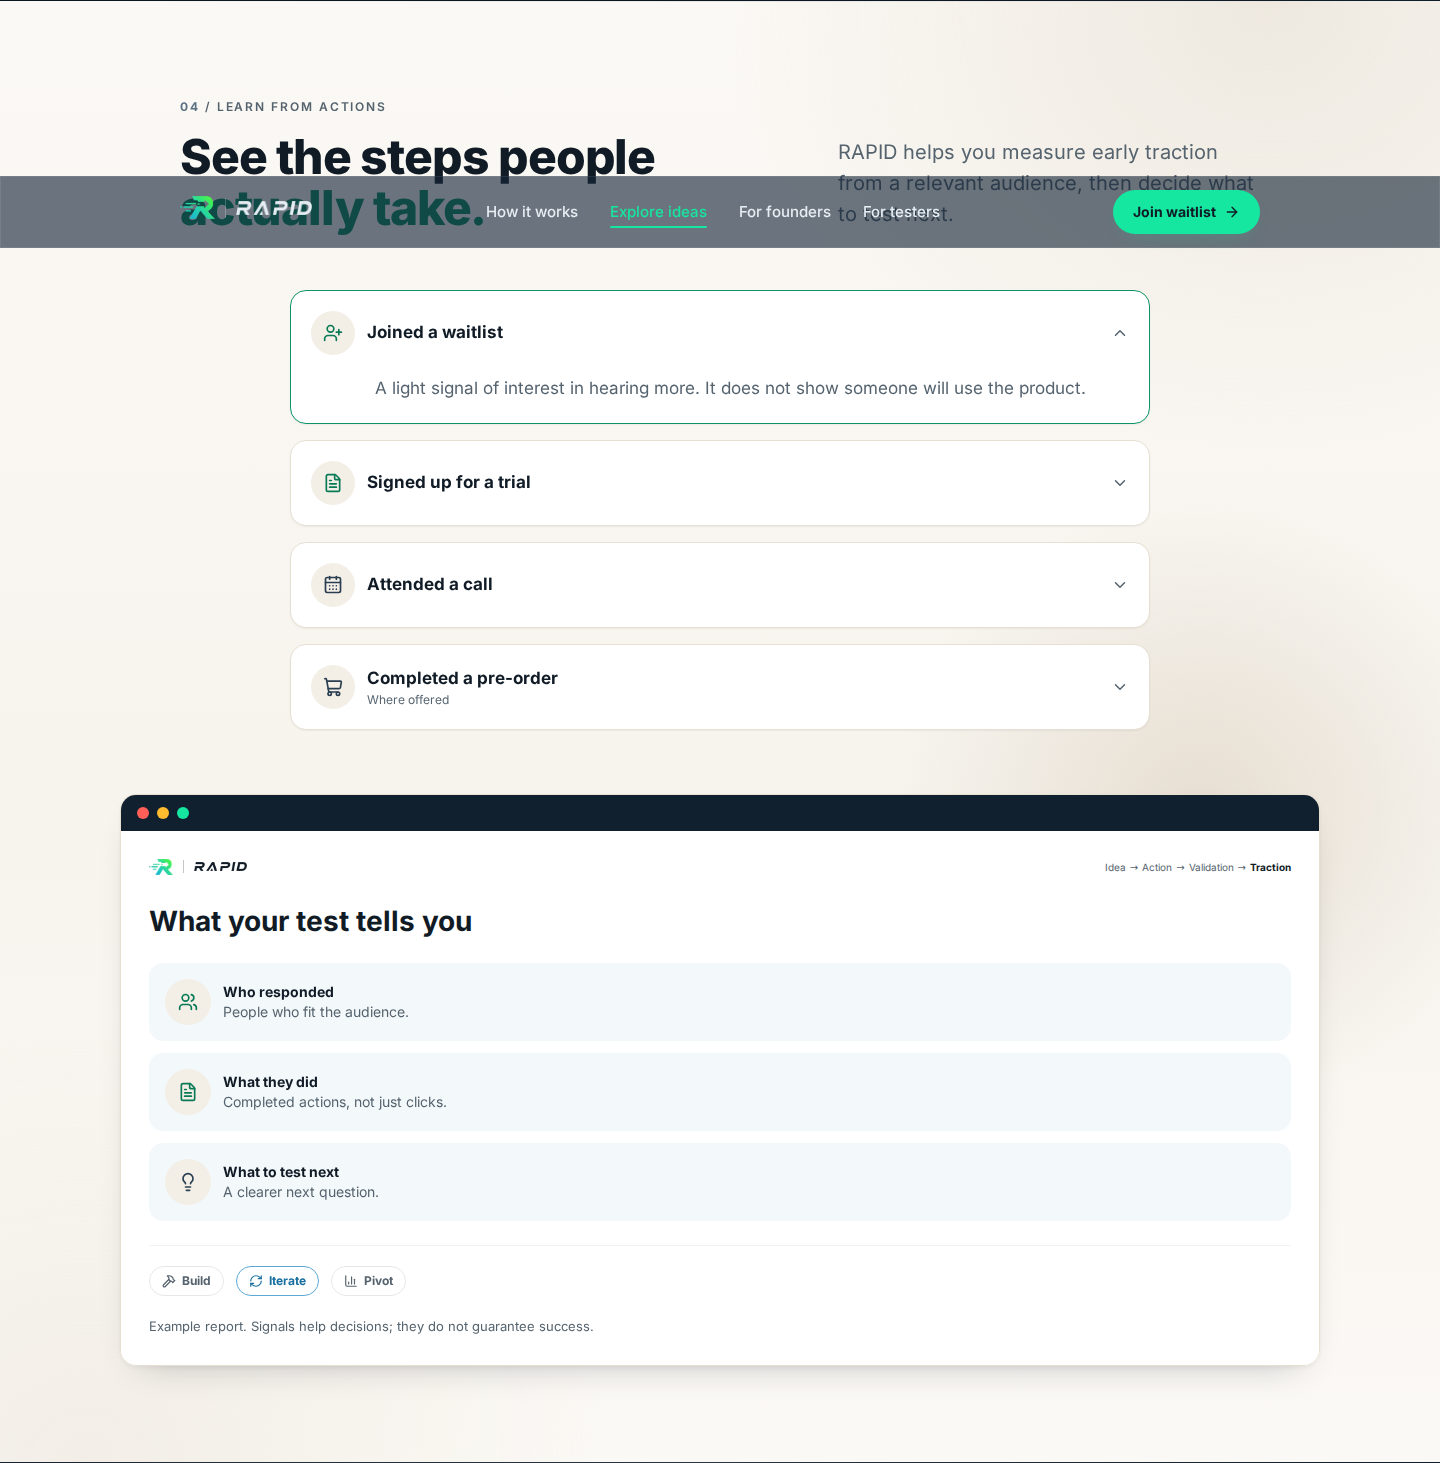 04 / LEARN FROM ACTIONS
See the steps people
actually take.
RAPID helps you measure early traction
from a relevant audience, then decide what
to test next.
RAPID
How it works
Explore ideas
For founders
For testers
Join waitlist
Joined a waitlist
A light signal of interest in hearing more. It does not show someone will use the product.
Signed up for a trial
Attended a call
Completed a pre-order
Where offered
RAPID
Idea → Action → Validation → Traction
What your test tells you
Who responded
People who fit the audience.
What they did
Completed actions, not just clicks.
What to test next
A clearer next question.
Build
Iterate
Pivot
Example report. Signals help decisions; they do not guarantee success.